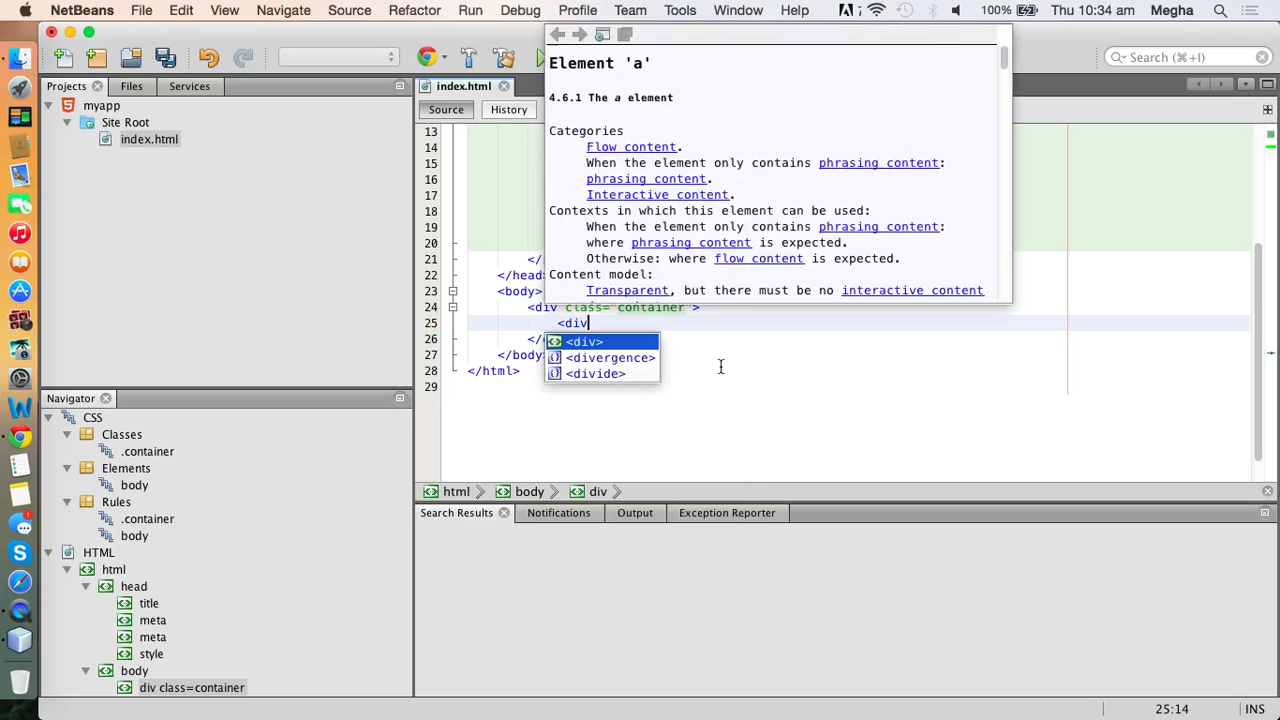 NetBeans File Edit View Navigate Source Refactor Run Debug Profile Team Tools Window Help 7 100% Thu 10:34 am Megha
Search (⌘+I)
Projects Files Services
myapp
Site Root
index.html
index.html
Source History
Element 'a'
4.6.1 The a element
Categories
Flow content.
When the element only contains phrasing content:
phrasing content.
Interactive content.
Contexts in which this element can be used:
When the element only contains phrasing content:
where phrasing content is expected.
Otherwise: where flow content is expected.
Content model:
Transparent, but there must be no interactive content
13
14
15
16
17
18
19
20
21 </s
22 </head
23 <body>
24 <div class="container">
25 <div
26 </
27 </body>
28 </html>
29
<div>
<divergence>
<divide>
html body div
Navigator
CSS
Classes
.container
Elements
body
Rules
.container
body
HTML
html
head
title
meta
meta
style
body
div class=container
Search Results Notifications Output Exception Reporter
25:14 INS